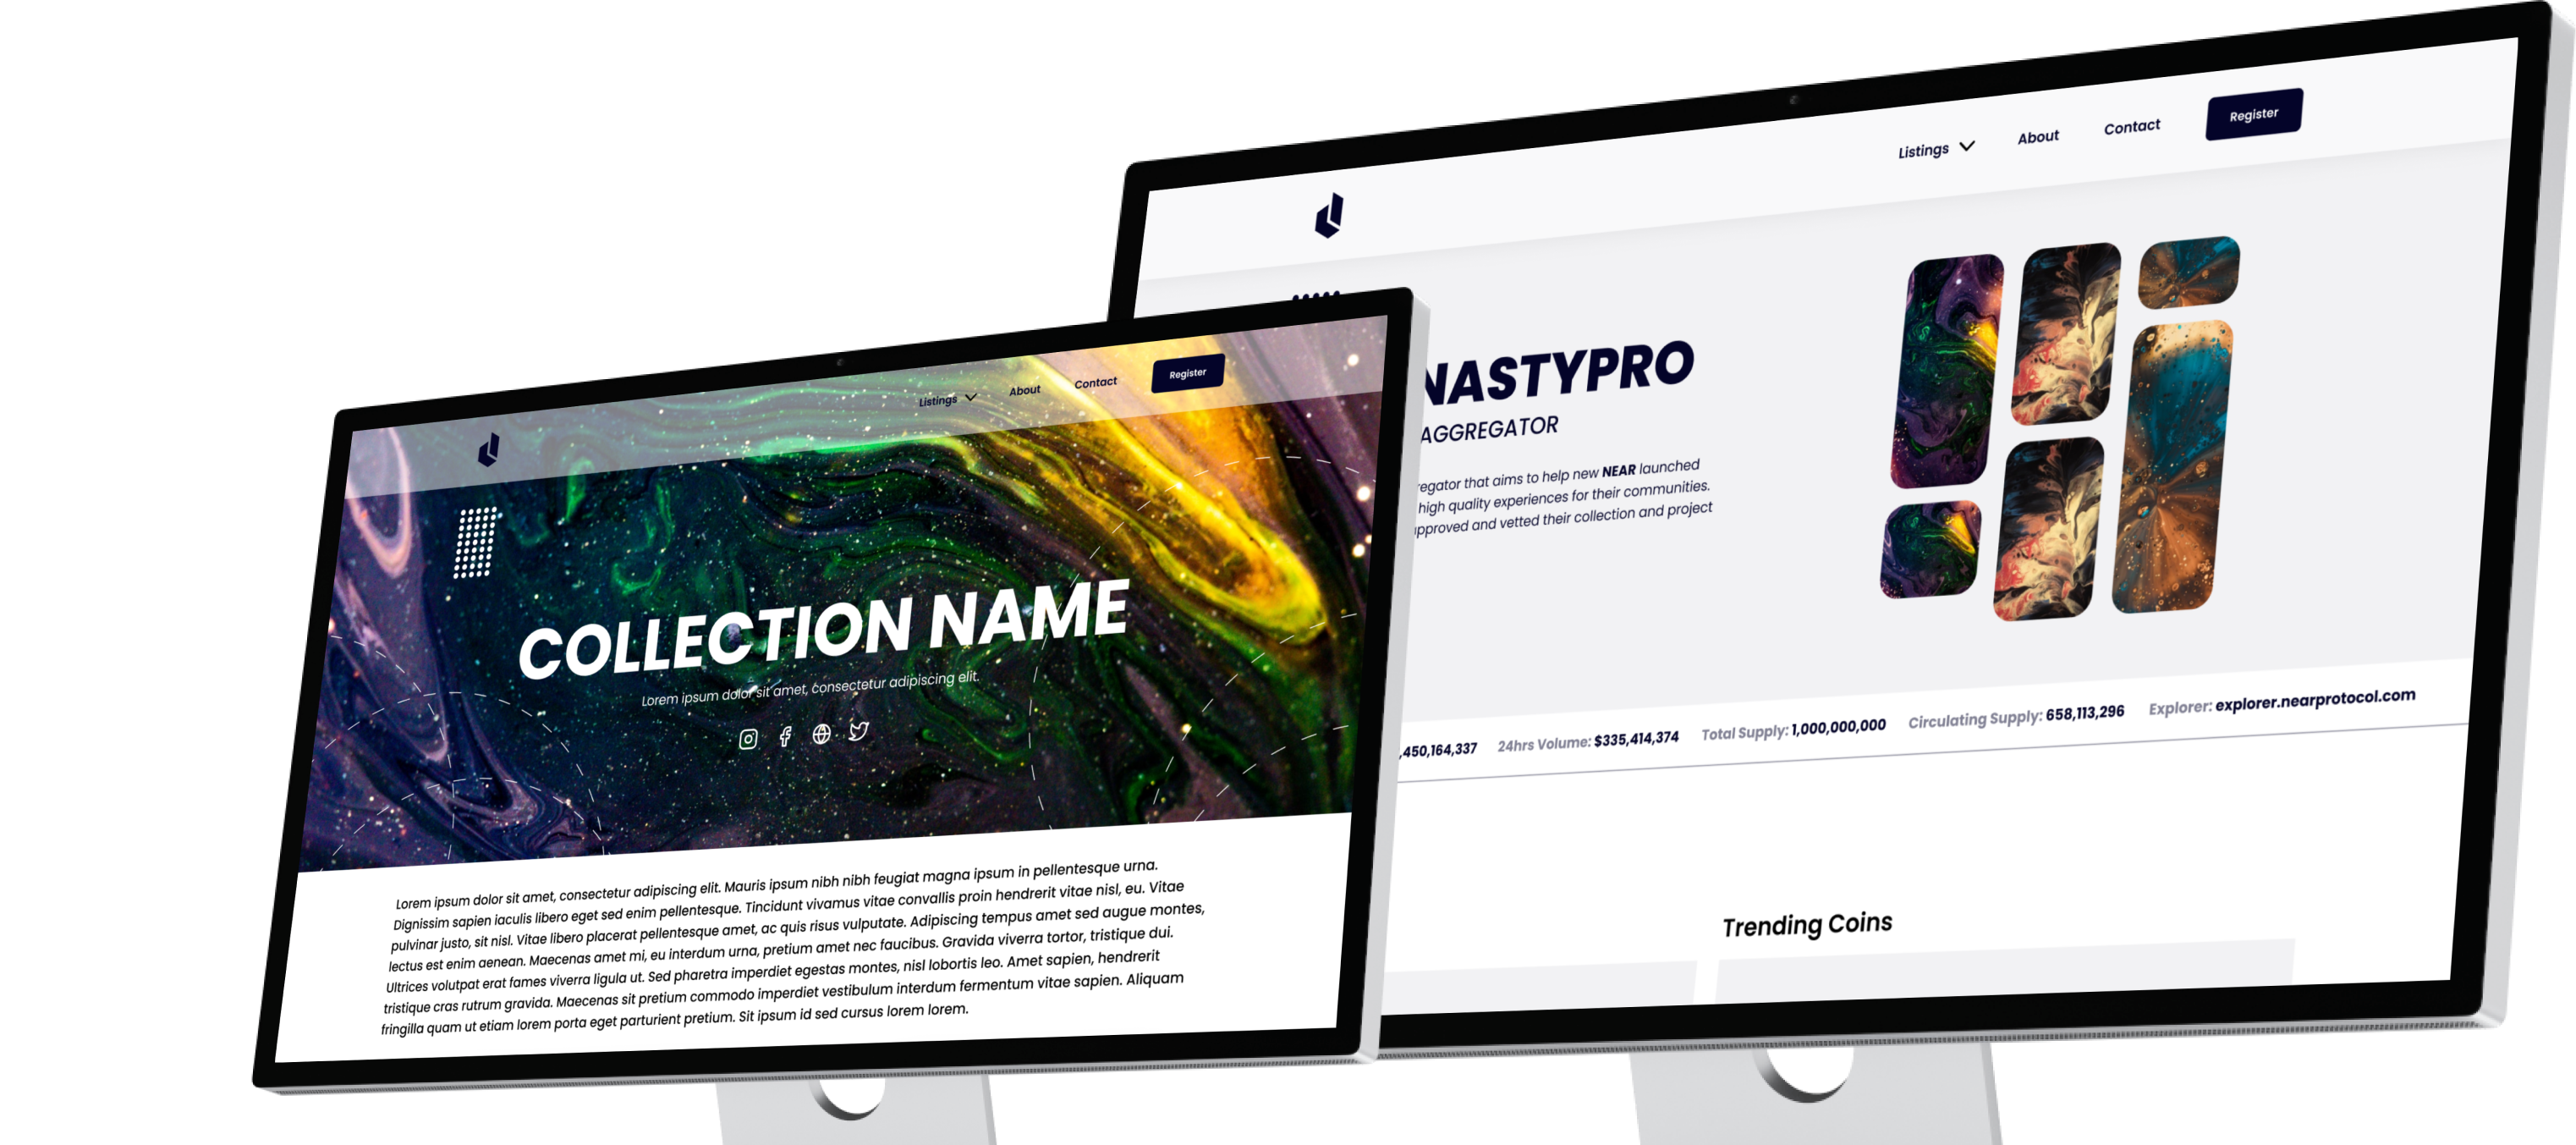 Listings
About
Contact
Register
NASTYPRO
AGGREGATOR
that aims to help new NEAR launched
high quality experiences for their communities.
and vetted their collection and project
,450,164,337
24hrs Volume: $335,414,374
Total Supply: 1,000,000,000
Circulating Supply: 658,113,296
Explorer: explorer.nearprotocol.com
Trending Coins
Listings
About
Contact
Register
COLLECTION NAME
Lorem ipsum dolor sit amet, consectetur adipiscing elit.
Lorem ipsum dolor sit amet, consectetur adipiscing elit. Mauris ipsum nibh nibh feugiat magna ipsum in pellentesque urna.
Dignissim sapien iaculis libero eget sed enim pellentesque. Tincidunt vivamus vitae convallis proin hendrerit vitae nisl, eu. Vitae
pulvinar justo, sit nisl. Vitae libero placerat pellentesque amet, ac quis risus vulputate. Adipiscing tempus amet sed augue montes,
lectus est enim aenean. Maecenas amet mi, eu interdum urna, pretium amet nec faucibus. Gravida viverra tortor, tristique dui.
Ultrices volutpat erat fames viverra ligula ut. Sed pharetra imperdiet egestas montes, nisl lobortis leo. Amet sapien, hendrerit
tristique cras rutrum gravida. Maecenas sit pretium commodo imperdiet vestibulum interdum fermentum vitae sapien. Aliquam
fringilla quam ut etiam lorem porta eget parturient pretium. Sit ipsum id sed cursus lorem lorem.